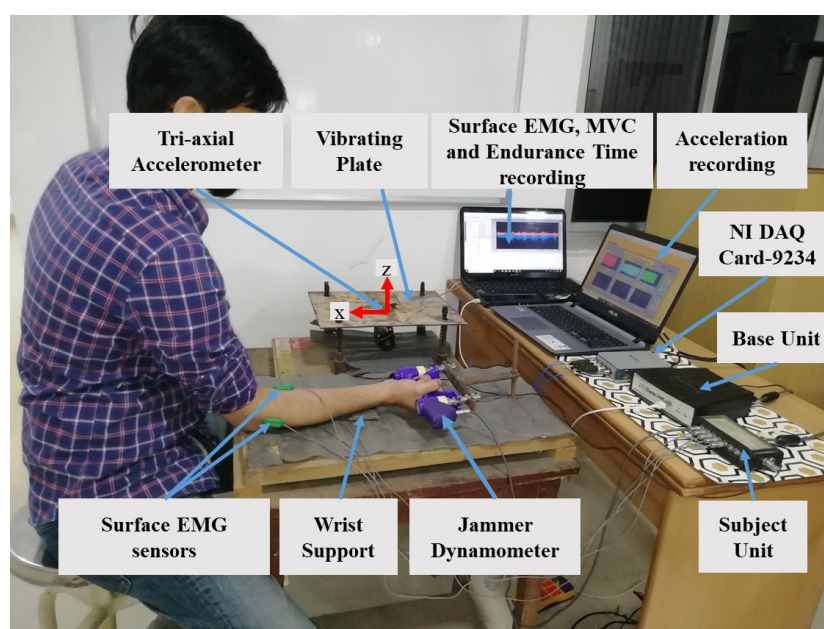 Tri-axial
Accelerometer
Vibrating
Plate
Surface EMG, MVC
and Endurance Time
recording
Acceleration
recording
NI DAQ
Card-9234
Base Unit
z
x
Surface EMG
sensors
Wrist
Support
Jammer
Dynamometer
Subject
Unit